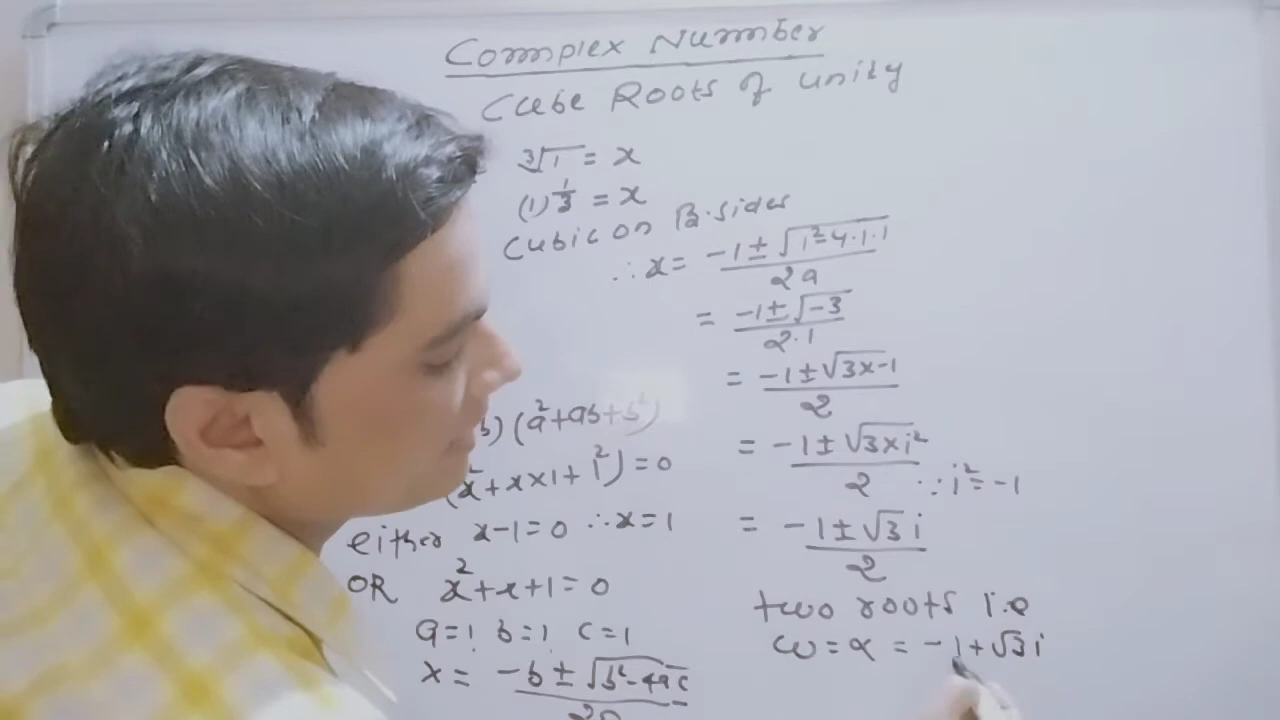 Complex Number
Cube Roots of unity
∛1 = x
(1)^1/3 = x
Cubic on B.sides
b) (a²+ab+b²)
(x²+x×1+1²)=0
either x-1=0 ∴x=1
OR x²+x+1=0
a=1 b=1 c=1
x = -b ± √b²-4ac / 2a
∴x = -1 ± √1²-4.1.1 / 2a
= -1±√-3 / 2.1
= -1±√3x-1 / 2
= -1±√3xi² / 2 ∵i²=-1
= -1±√3 i / 2
two roots i.e
ω = α = -1+√3 i